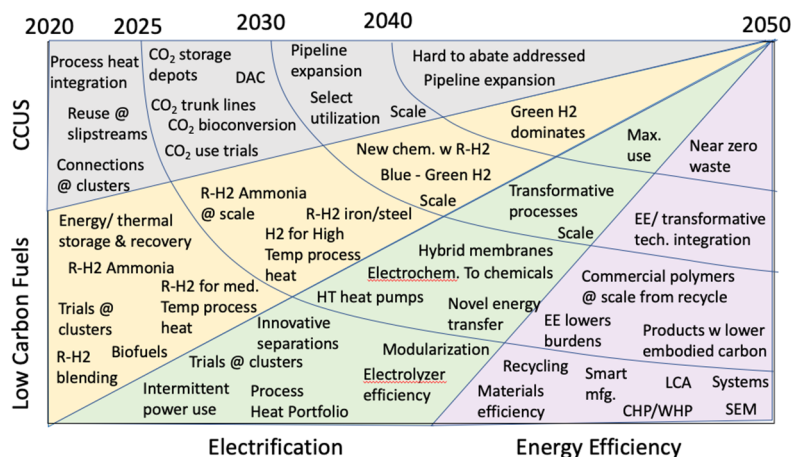 2020
2025
2030
2040
2050
CCUS
Process heat
integration
Reuse @
slipstreams
Connections
@ clusters
CO2 storage
depots
DAC
CO2 trunk lines
CO2 bioconversion
CO2 use trials
Pipeline
expansion
Select
utilization
Scale
Hard to abate addressed
Pipeline expansion
Low Carbon Fuels
Energy/ thermal
storage & recovery
R-H2 Ammonia
Trials @
clusters
R-H2
blending
Biofuels
R-H2 for med.
Temp process
heat
R-H2 Ammonia
@ scale
R-H2 iron/steel
H2 for High
Temp process
heat
New chem. w R-H2
Blue - Green H2
Scale
Green H2
dominates
Intermittent
power use
Trials @ clusters
Innovative
separations
Process
Heat Portfolio
HT heat pumps
Modularization
Electrolyzer
efficiency
Hybrid membranes
Electrochem. To chemicals
Novel energy
transfer
Transformative
processes
Scale
Max.
use
Near zero
waste
EE/ transformative
tech. integration
Commercial polymers
@ scale from recycle
EE lowers
burdens
Products w lower
embodied carbon
Recycling
Materials
efficiency
Smart
mfg.
LCA
Systems
CHP/WHP
SEM
Electrification
Energy Efficiency